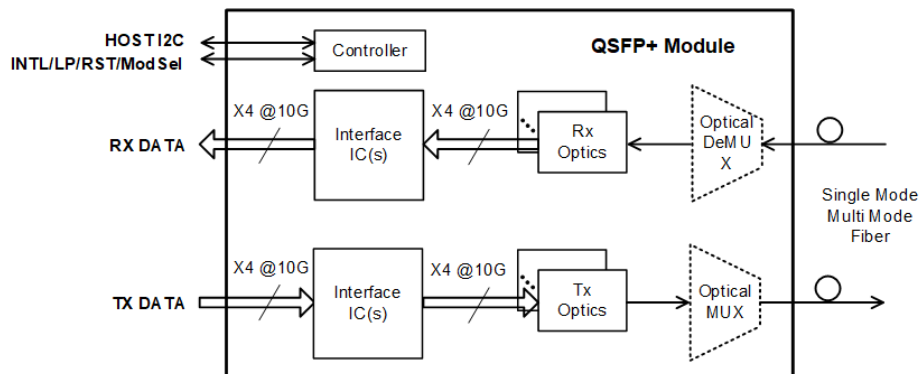 HOST I2C
INTL/LP/RST/ModSel
Controller
QSFP+ Module
X4 @10G
X4 @10G
RX DATA
Interface
IC(s)
Rx
Optics
Optical
DeMU
X
Single Mode
Multi Mode
Fiber
X4 @10G
X4 @10G
TX DATA
Interface
IC(s)
Tx
Optics
Optical
MUX